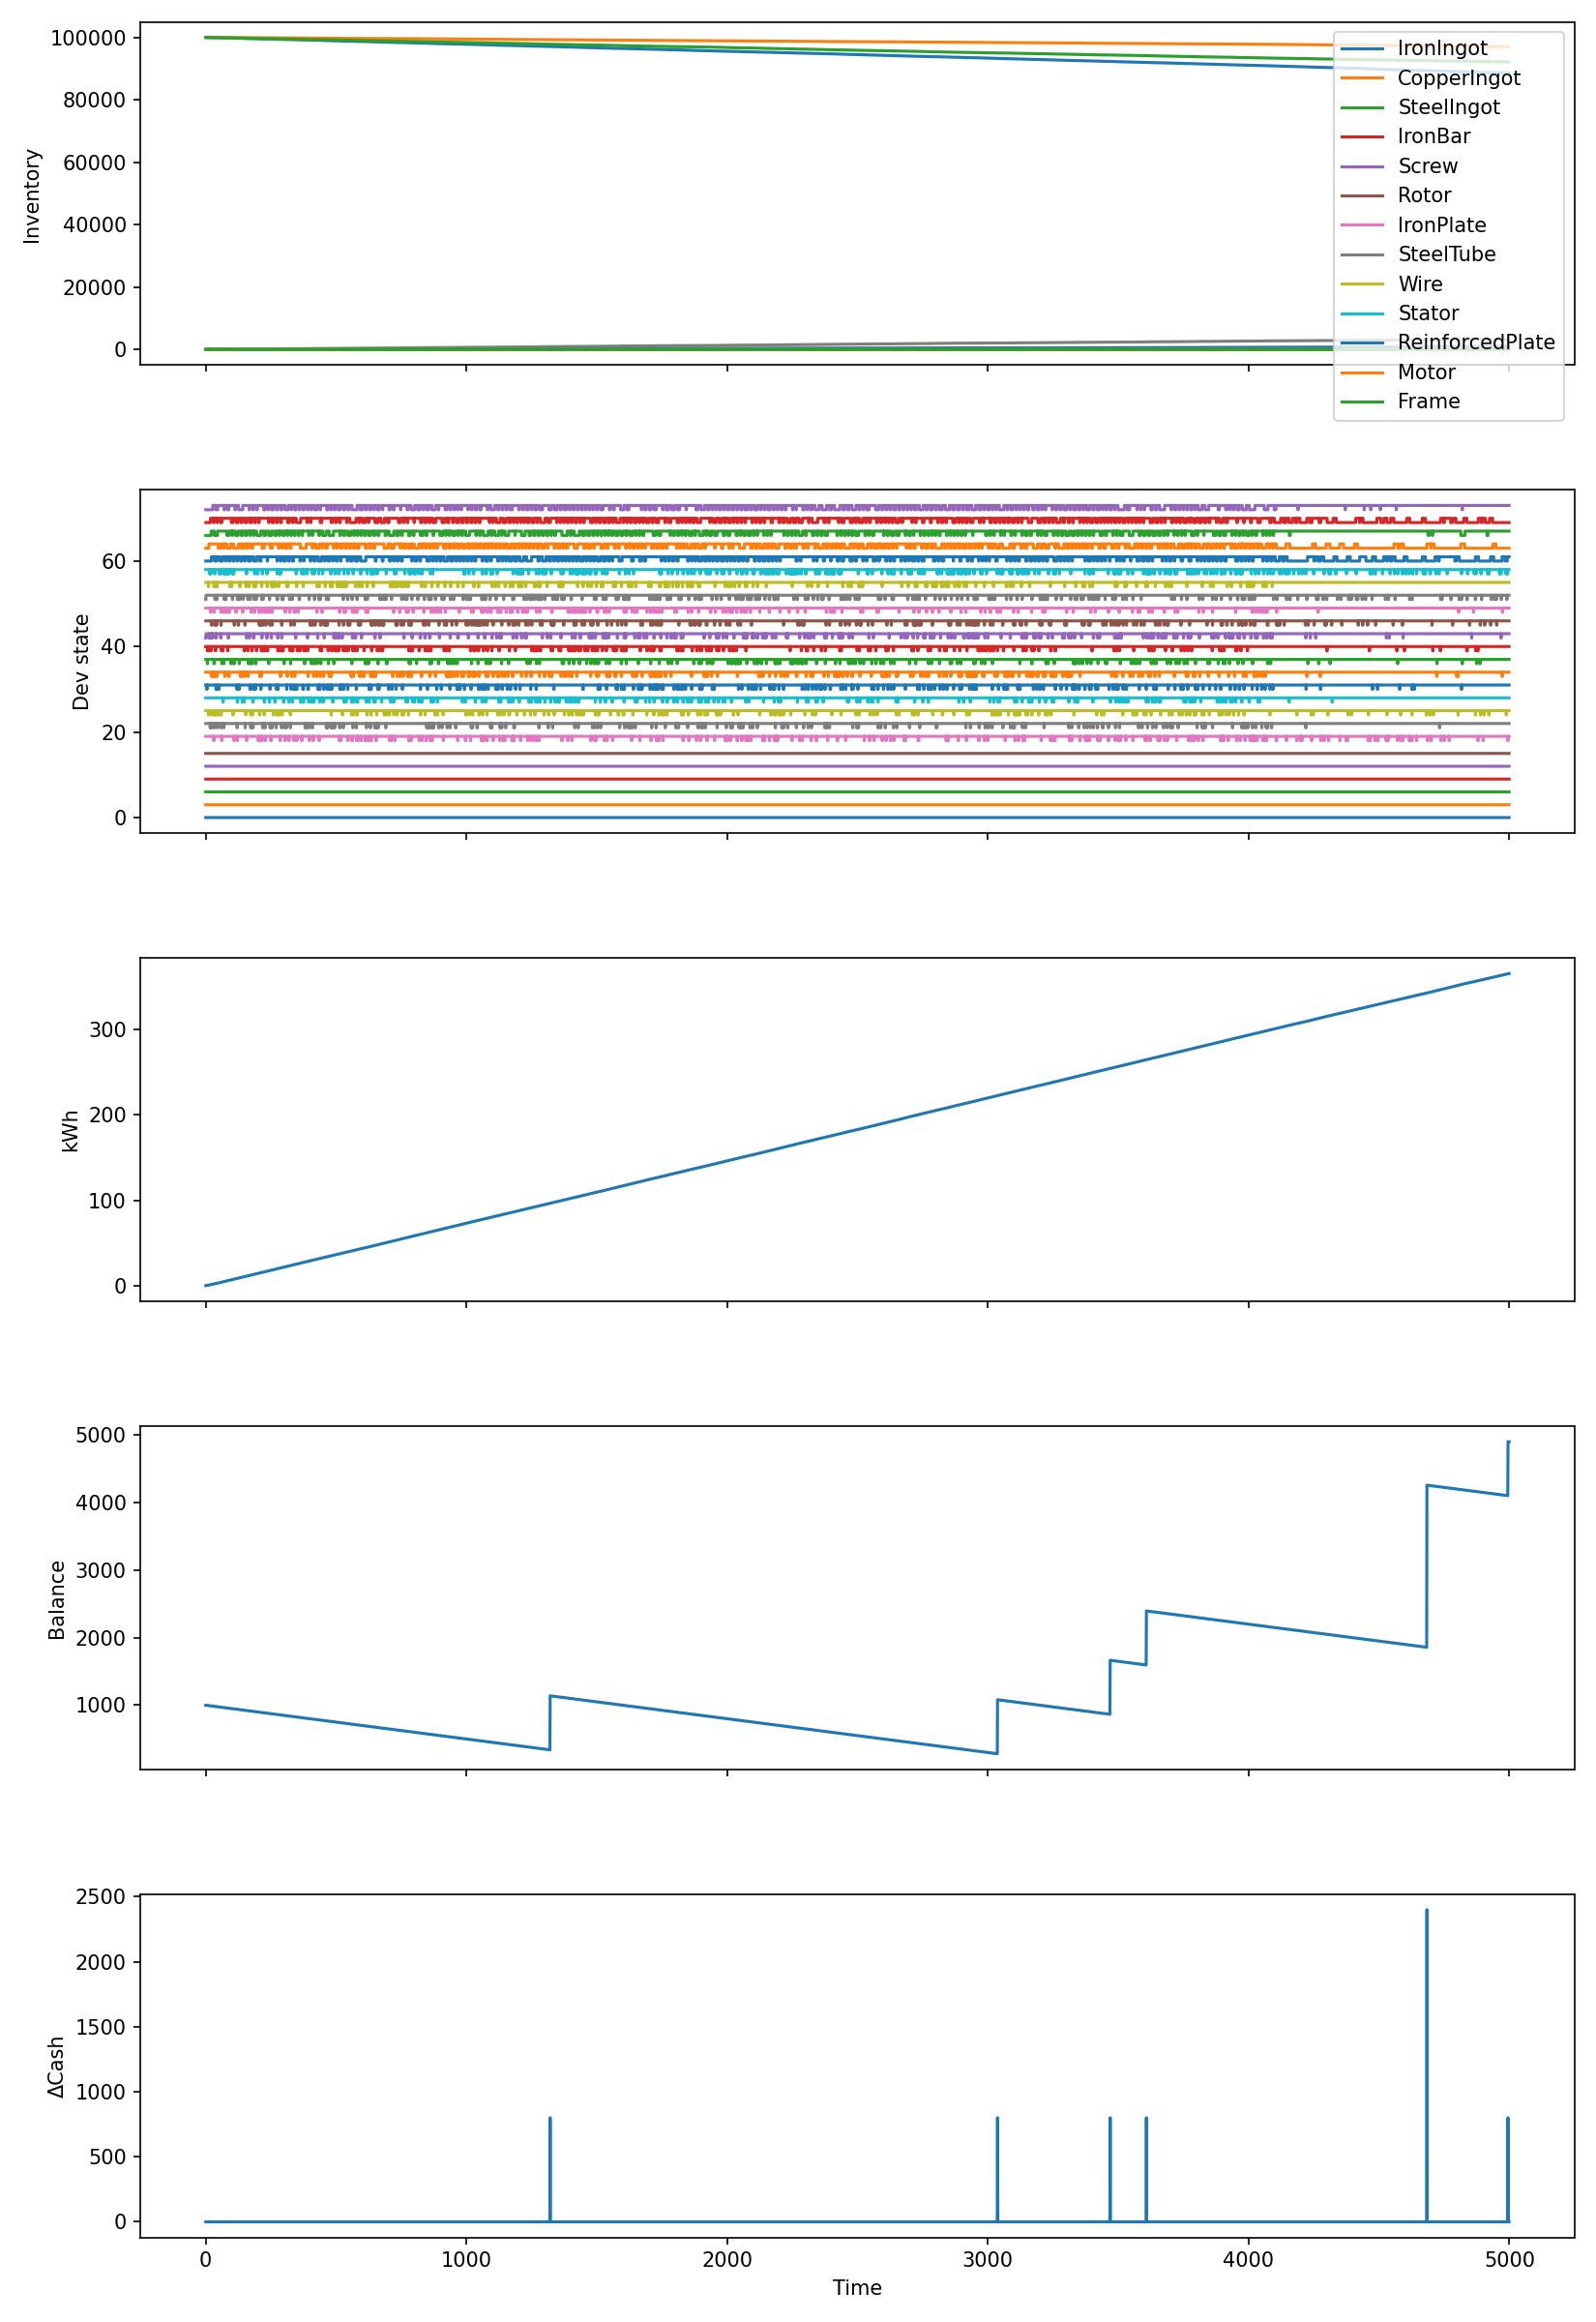 Inventory
100000
80000
60000
40000
20000
0
IronIngot
CopperIngot
SteelIngot
IronBar
Screw
Rotor
IronPlate
SteelTube
Wire
Stator
ReinforcedPlate
Motor
Frame
Dev state
60
40
20
0
kWh
300
200
100
0
Balance
5000
4000
3000
2000
1000
ΔCash
2500
2000
1500
1000
500
0
0 1000 2000 3000 4000 5000
Time